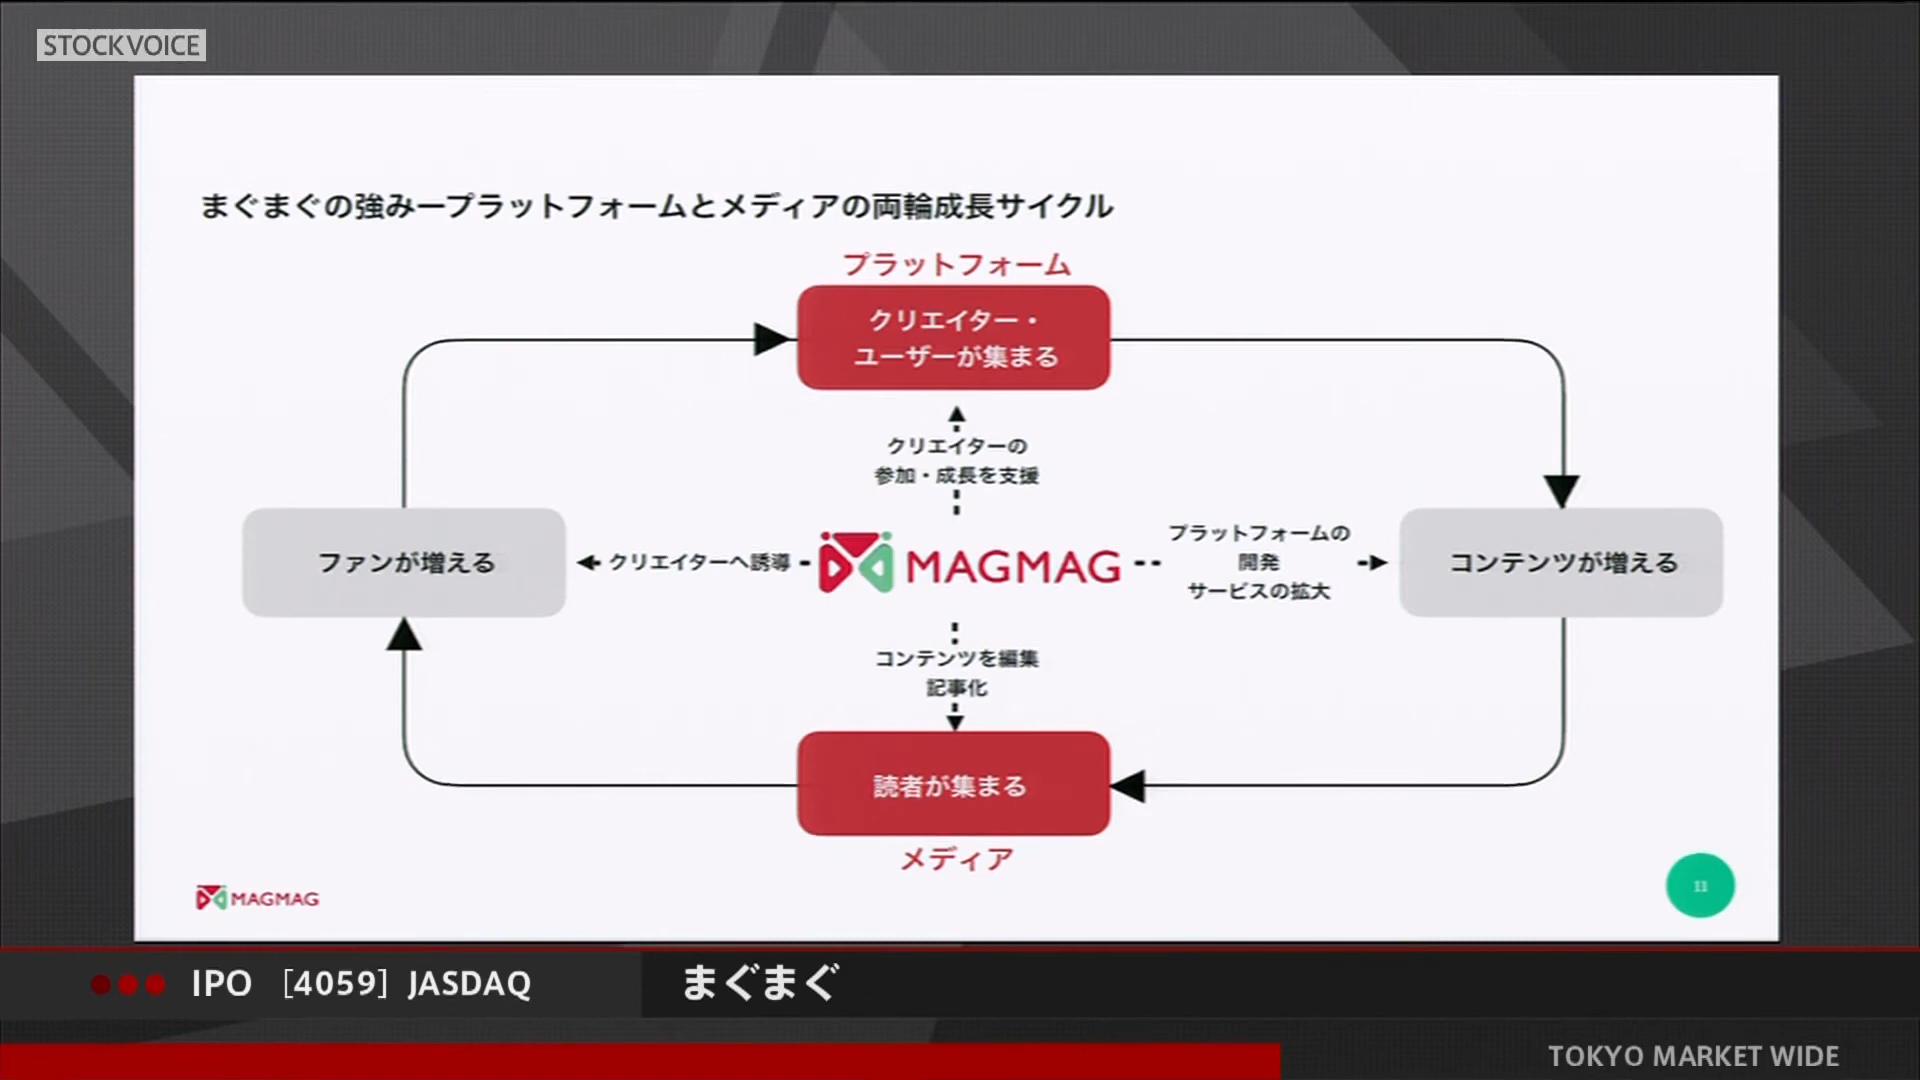 STOCKVOICE
まぐまぐの強みープラットフォームとメディアの両輪成長サイクル
プラットフォーム
クリエイター・
ユーザーが集まる
クリエイターの
参加・成長を支援
ファンが増える
クリエイターへ誘導
MAGMAG
プラットフォームの
開発
サービスの拡大
コンテンツが増える
コンテンツを編集
記事化
読者が集まる
メディア
MAGMAG
11
IPO [4059] JASDAQ
まぐまぐ
TOKYO MARKET WIDE